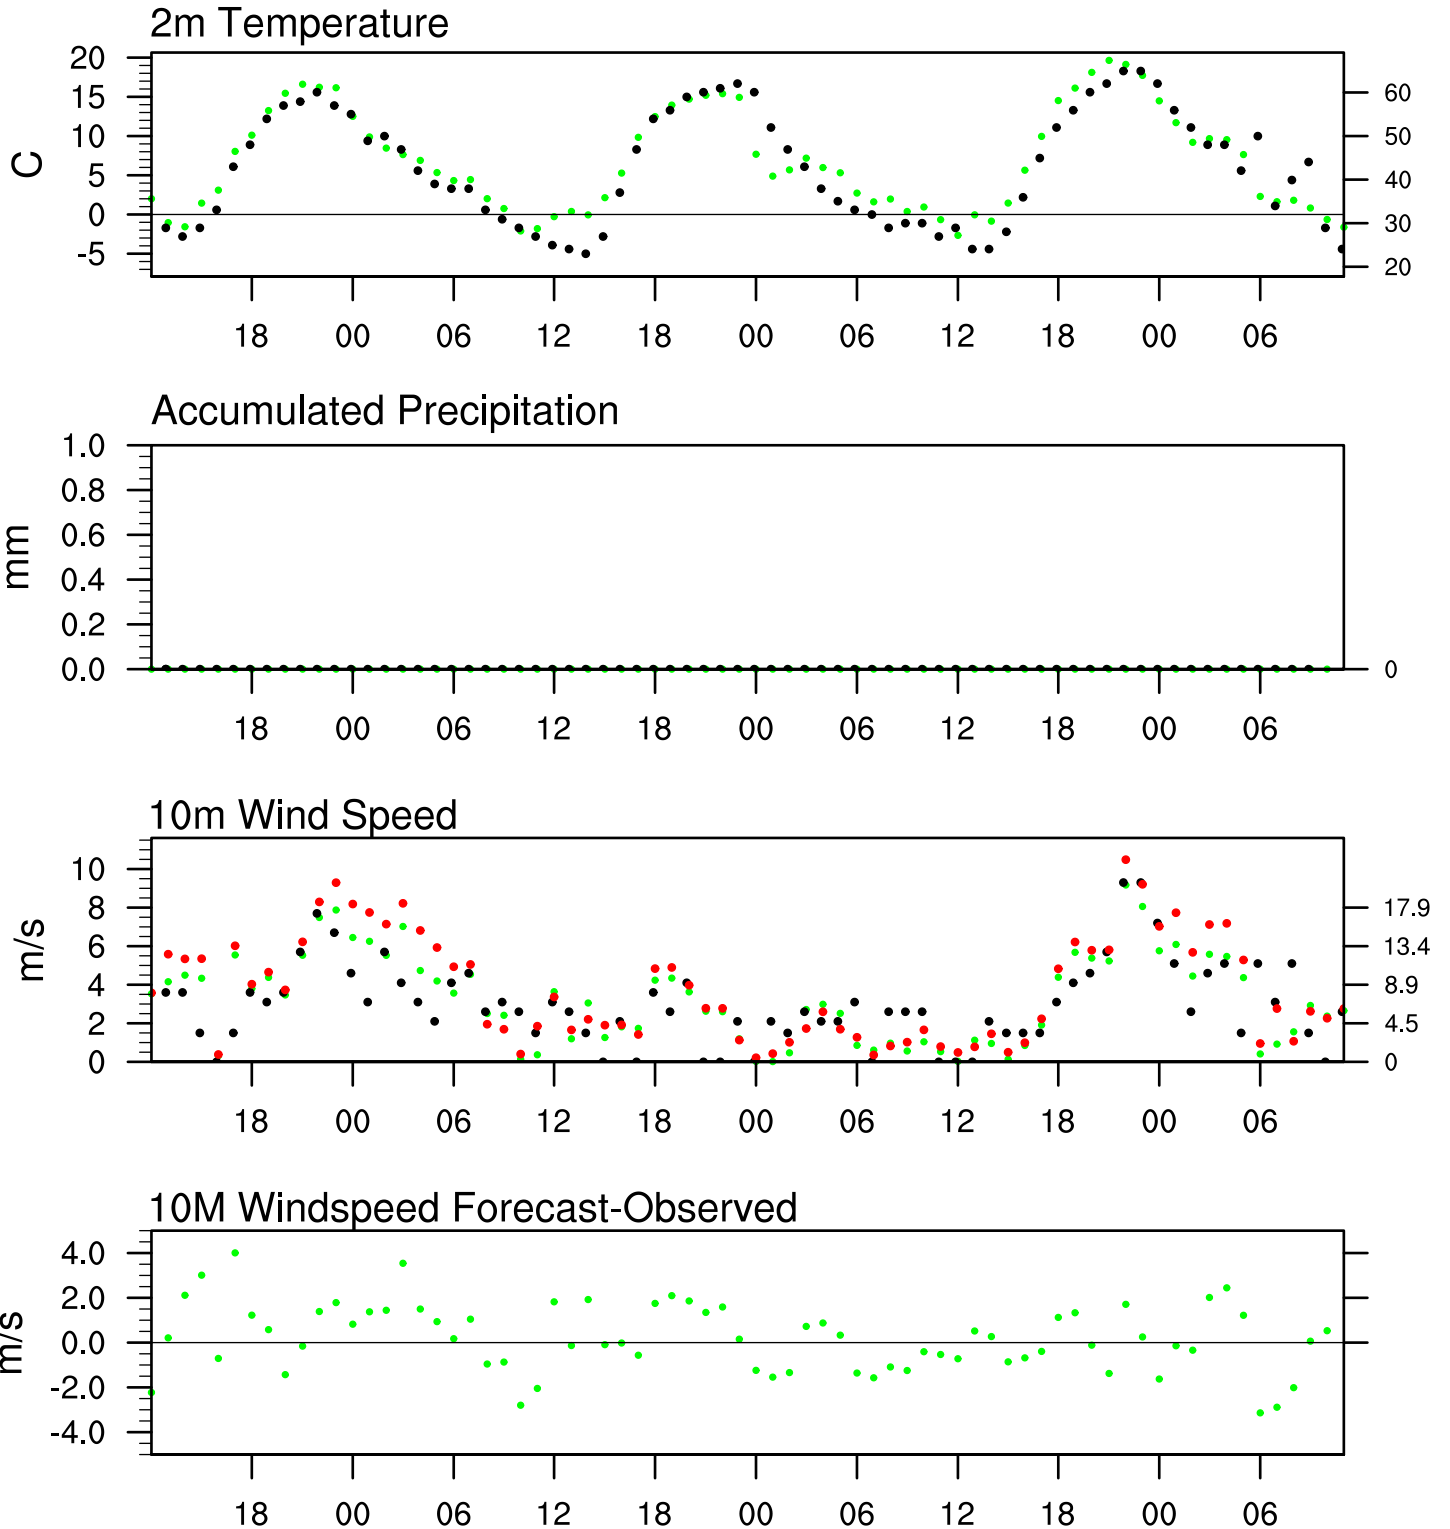 2m Temperature
20
15
10
5
0
-5
C
60
50
40
30
20
18 00 06 12 18 00 06 12 18 00 06
Accumulated Precipitation
1.0
0.8
0.6
0.4
0.2
0.0
mm
0
18 00 06 12 18 00 06 12 18 00 06
10m Wind Speed
10
8
6
4
2
0
m/s
17.9
13.4
8.9
4.5
0
18 00 06 12 18 00 06 12 18 00 06
10M Windspeed Forecast-Observed
4.0
2.0
0.0
-2.0
-4.0
m/s
18 00 06 12 18 00 06 12 18 00 06